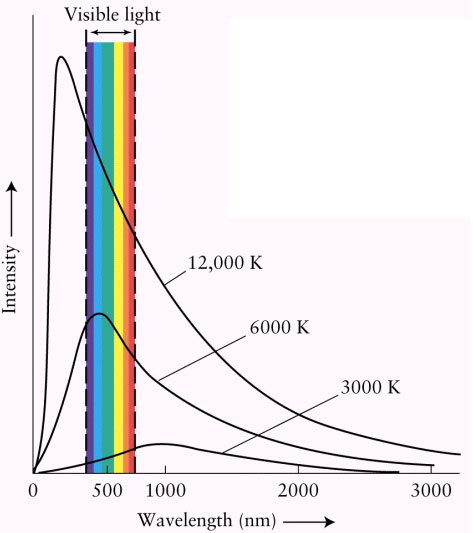 Visible light
Intensity
12,000 K
6000 K
3000 K
0 500 1000 2000 3000
Wavelength (nm)